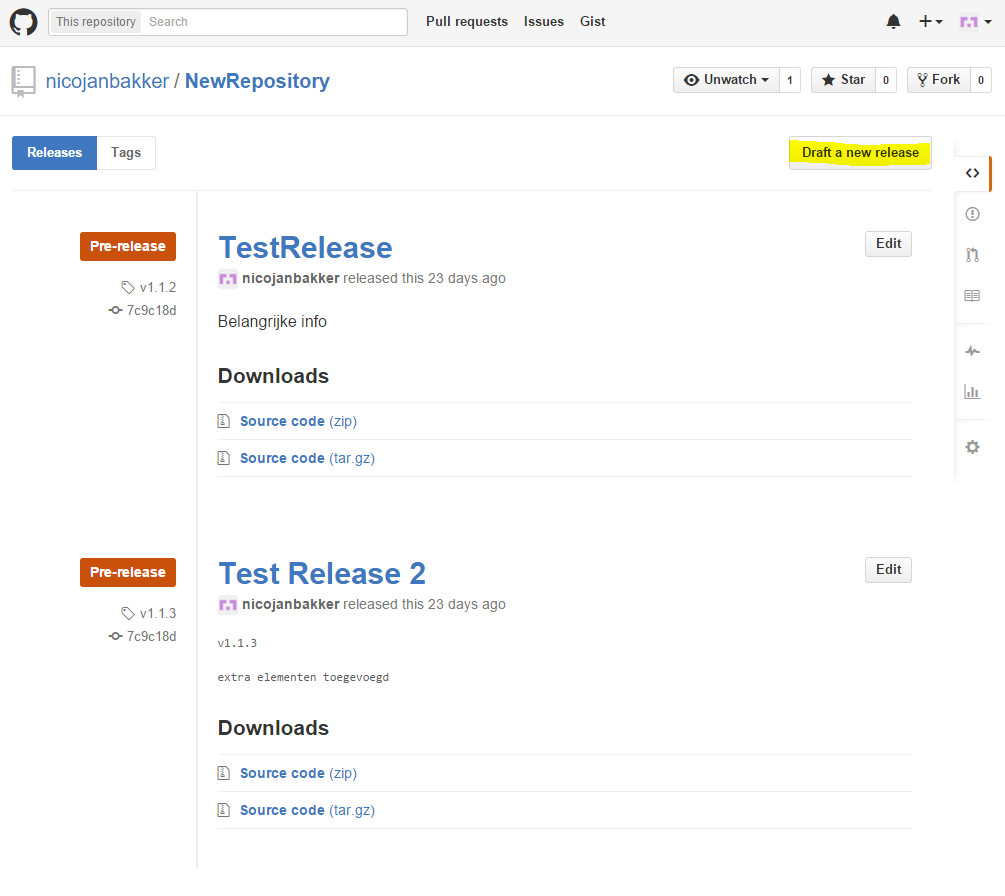 This repository Search Pull requests Issues Gist
nicojanbakker / NewRepository Unwatch 1 Star 0 Fork 0
Releases Tags Draft a new release
Pre-release TestRelease Edit
nicojanbakker released this 23 days ago
v1.1.2
7c9c18d
Belangrijke info
Downloads
Source code (zip)
Source code (tar.gz)
Pre-release Test Release 2 Edit
nicojanbakker released this 23 days ago
v1.1.3
7c9c18d
v1.1.3
extra elementen toegevoegd
Downloads
Source code (zip)
Source code (tar.gz)